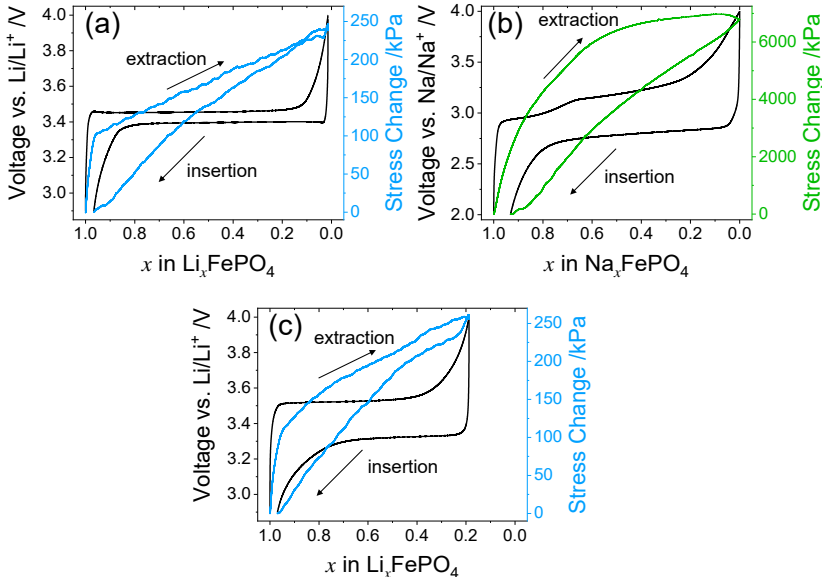 (a)
extraction
insertion
Voltage vs. Li/Li⁺ /V
4.0
3.8
3.6
3.4
3.2
3.0
Stress Change /kPa
250
200
150
100
50
0
1.0 0.8 0.6 0.4 0.2 0.0
x in LiₓFePO₄
(b)
extraction
insertion
Voltage vs. Na/Na⁺ /V
4.0
3.5
3.0
2.5
2.0
Stress Change /kPa
6000
4000
2000
0
1.0 0.8 0.6 0.4 0.2 0.0
x in NaₓFePO₄
(c)
extraction
insertion
Voltage vs. Li/Li⁺ /V
4.0
3.8
3.6
3.4
3.2
3.0
Stress Change /kPa
250
200
150
100
50
0
1.0 0.8 0.6 0.4 0.2 0.0
x in LiₓFePO₄